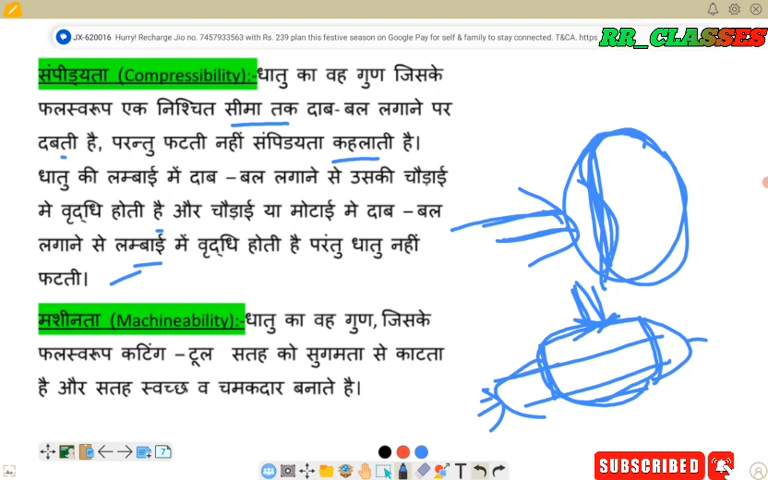 JX-620016 Hurry! Recharge Jio no. 7457933563 with Rs. 239 plan this festive season on Google Pay for self & family to stay connected. T&CA. https
RR_CLASSES
संपीड्यता (Compressibility):-धातु का वह गुण जिसके
फलस्वरूप एक निश्चित सीमा तक दाब-बल लगाने पर
दबती है, परन्तु फटती नहीं संपिडयता कहलाती है।
धातु की लम्बाई में दाब –बल लगाने से उसकी चौड़ाई
मे वृद्धि होती है और चौड़ाई या मोटाई मे दाब –बल
लगाने से लम्बाई में वृद्धि होती है परंतु धातु नहीं
फटती।
मशीनता (Machineability):-धातु का वह गुण, जिसके
फलस्वरूप कटिंग –टूल सतह को सुगमता से काटता
है और सतह स्वच्छ व चमकदार बनाते है।
7
T
SUBSCRIBED